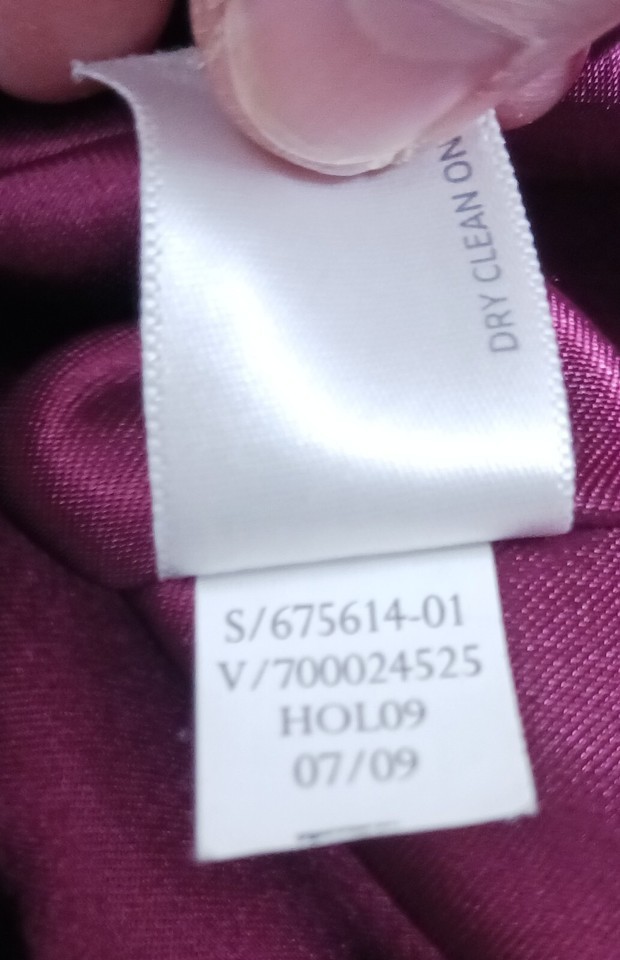 DRY CLEAN ON
S/675614-01
V/700024525
HOL09
07/09